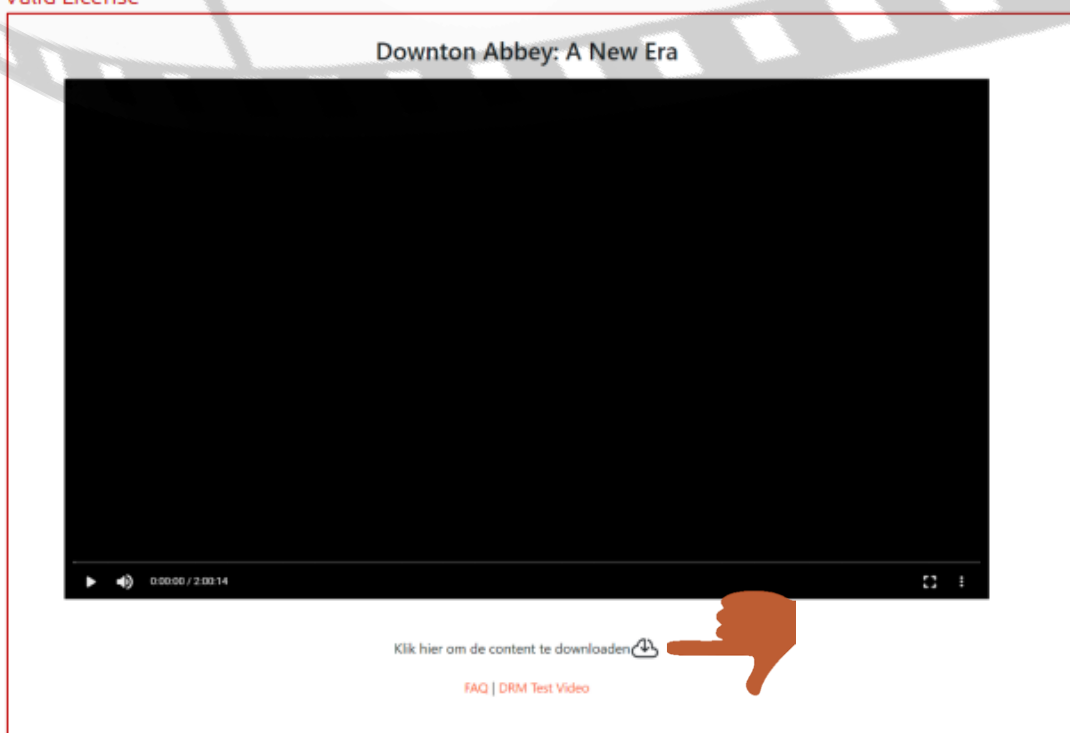 Valid License
Downton Abbey: A New Era
0:00:00 / 2:00:14
Klik hier om de content te downloaden
FAQ | DRM Test Video